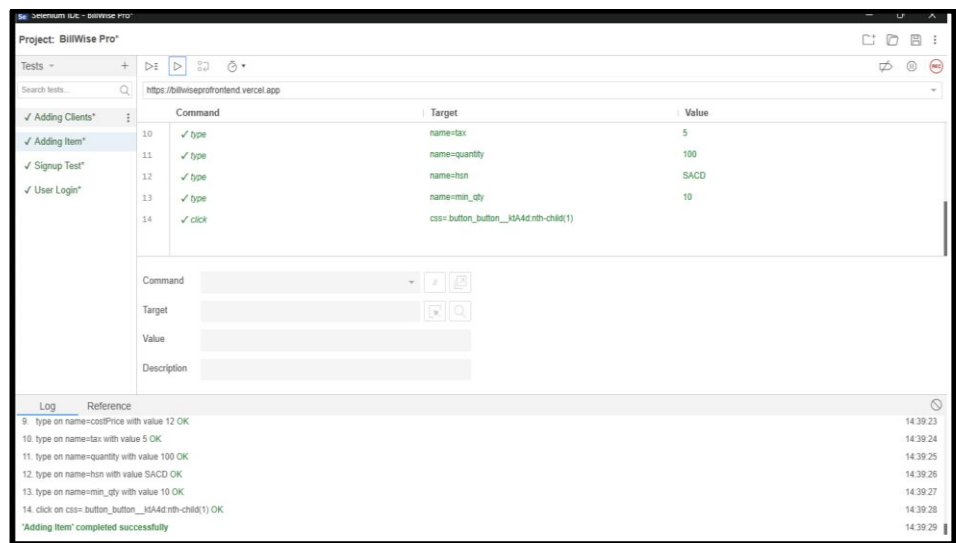 Selenium IDE - BillWise Pro*
Project: BillWise Pro*
Tests
Search tests...
https://billwiseprofrontend.vercel.app
REC
✓ Adding Clients*
✓ Adding Item*
✓ Signup Test*
✓ User Login*
Command Target Value
10 ✓ type name=tax 5
11 ✓ type name=quantity 100
12 ✓ type name=hsn SACD
13 ✓ type name=min_qty 10
14 ✓ click css=.button_button__ktA4d:nth-child(1)
Command //
Target
Value
Description
Log Reference
9. type on name=costPrice with value 12 OK 14:39:23
10. type on name=tax with value 5 OK 14:39:24
11. type on name=quantity with value 100 OK 14:39:25
12. type on name=hsn with value SACD OK 14:39:26
13. type on name=min_qty with value 10 OK 14:39:27
14. click on css=.button_button__ktA4d:nth-child(1) OK 14:39:28
'Adding Item' completed successfully 14:39:29